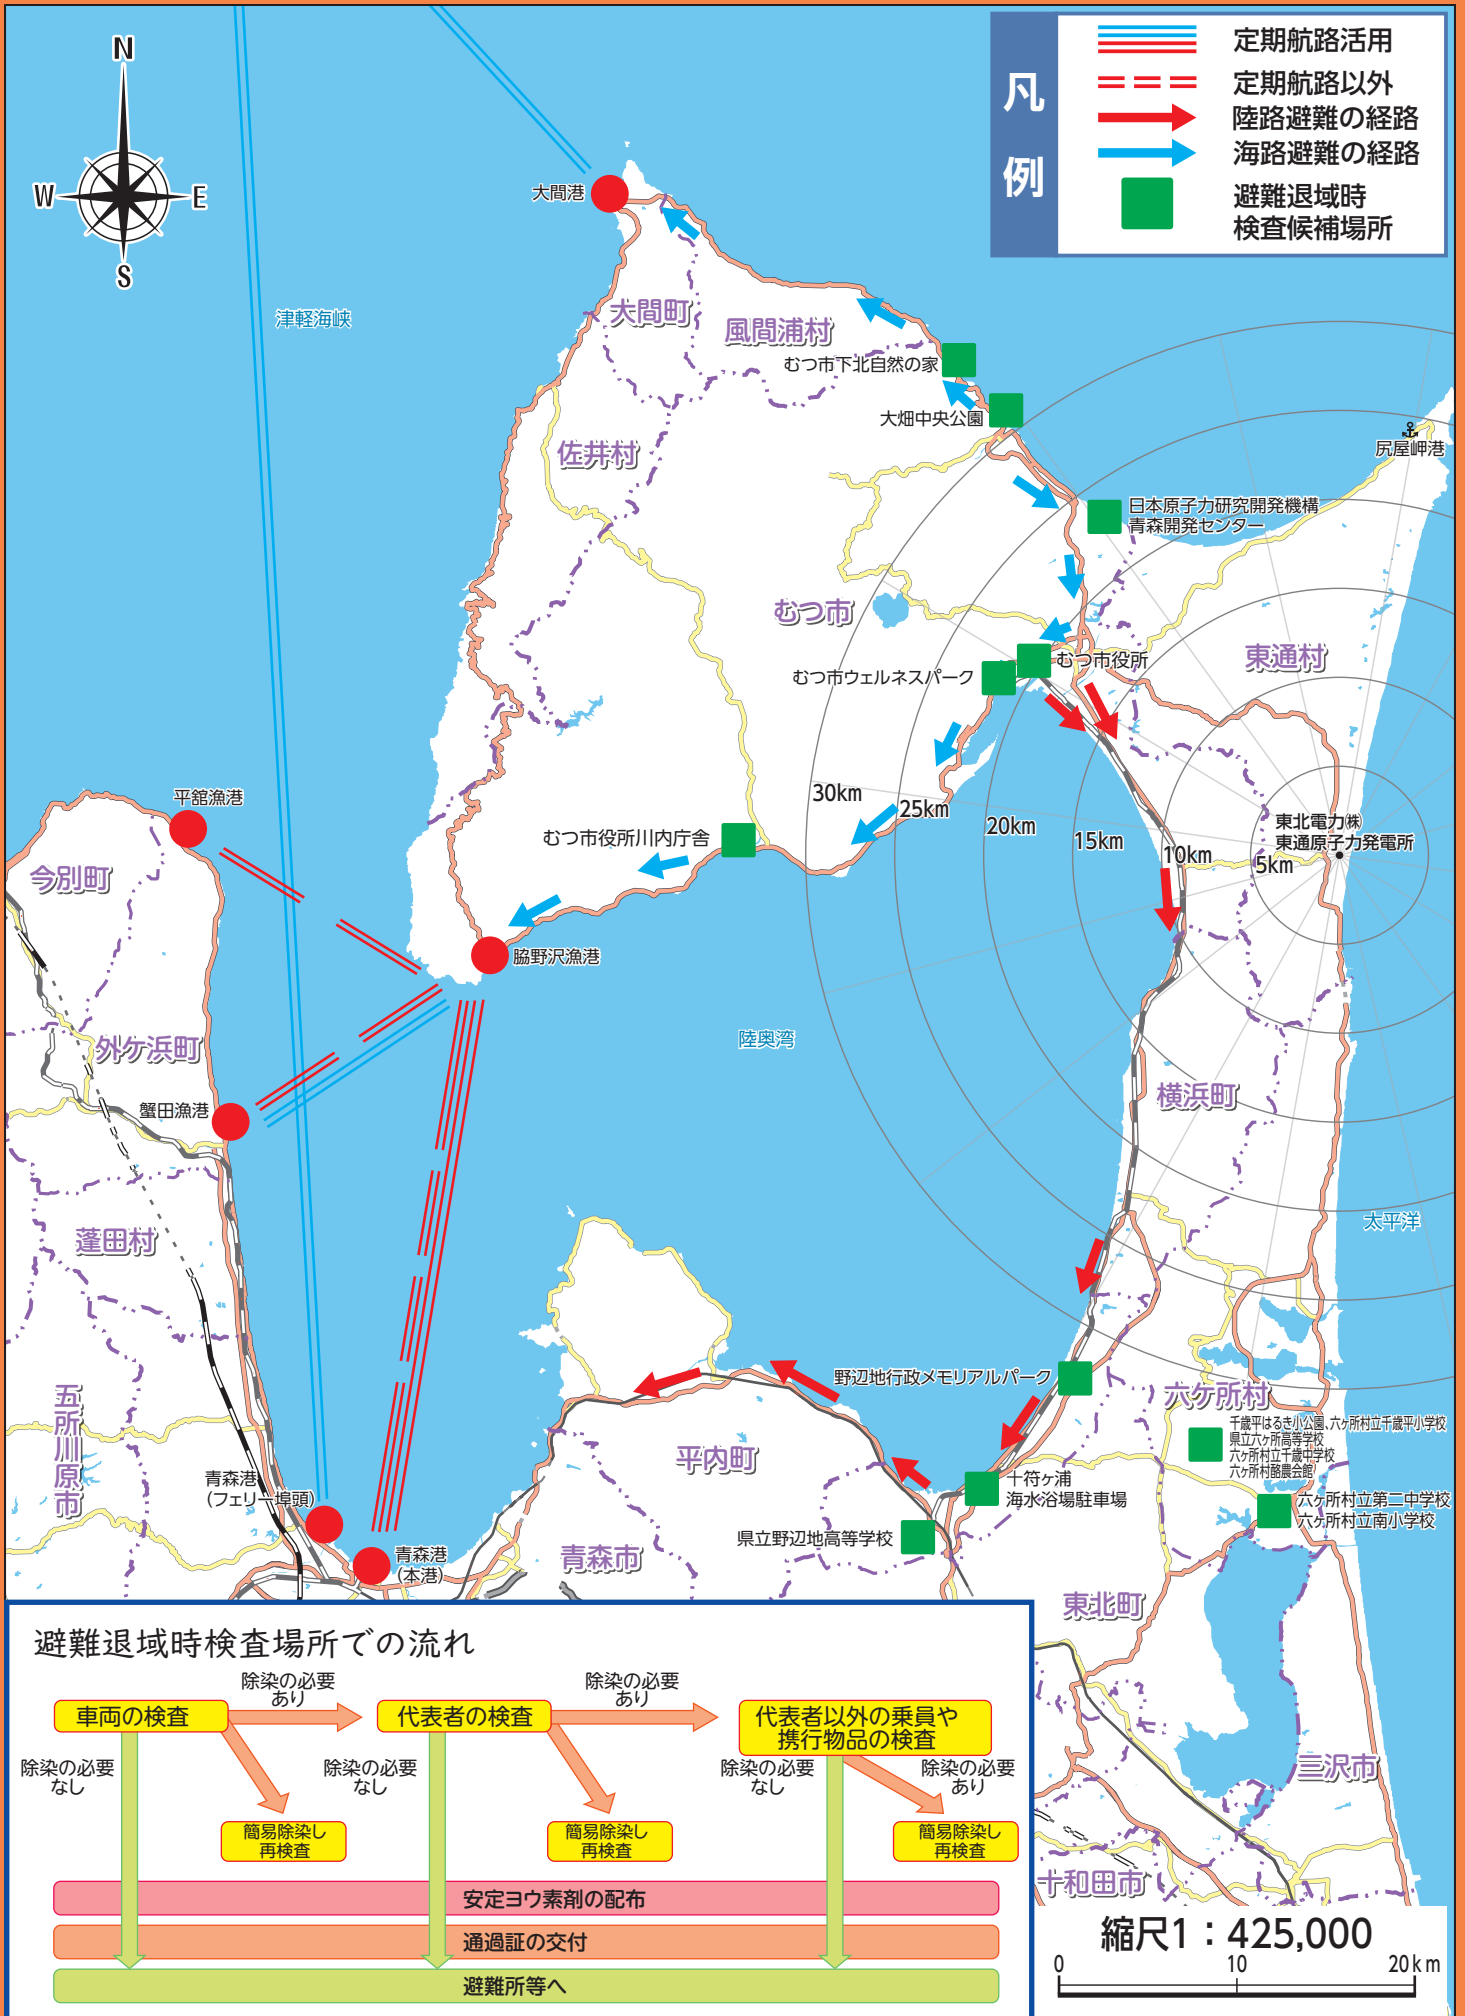 N
W
E
S
凡例
定期航路活用
定期航路以外
陸路避難の経路
海路避難の経路
避難退域時
検査候補場所
大間港
津軽海峡
大間町
風間浦村
むつ市下北自然の家
大畑中央公園
尻屋岬港
佐井村
日本原子力研究開発機構
青森開発センター
むつ市
東通村
むつ市役所
むつ市ウェルネスパーク
平舘漁港
30km
25km
20km
15km
10km
5km
東北電力㈱
東通原子力発電所
むつ市役所川内庁舎
今別町
脇野沢漁港
陸奥湾
外ケ浜町
横浜町
蟹田漁港
太平洋
蓬田村
野辺地行政メモリアルパーク
六ケ所村
五所川原市
千歳平はるき小公園、六ヶ所村立千歳平小学校
県立六ヶ所高等学校
六ヶ所村立千歳中学校
六ヶ所村酪農会館
平内町
青森港
（フェリー埠頭）
十符ヶ浦
海水浴場駐車場
六ヶ所村立第二中学校
六ヶ所村立南小学校
県立野辺地高等学校
青森港
（本港）
青森市
東北町
三沢市
十和田市
縮尺1：425,000
0
10
20km
避難退域時検査場所での流れ
除染の必要
あり
除染の必要
あり
車両の検査
代表者の検査
代表者以外の乗員や
携行物品の検査
除染の必要
なし
除染の必要
なし
除染の必要
なし
除染の必要
あり
簡易除染し
再検査
簡易除染し
再検査
簡易除染し
再検査
安定ヨウ素剤の配布
通過証の交付
避難所等へ